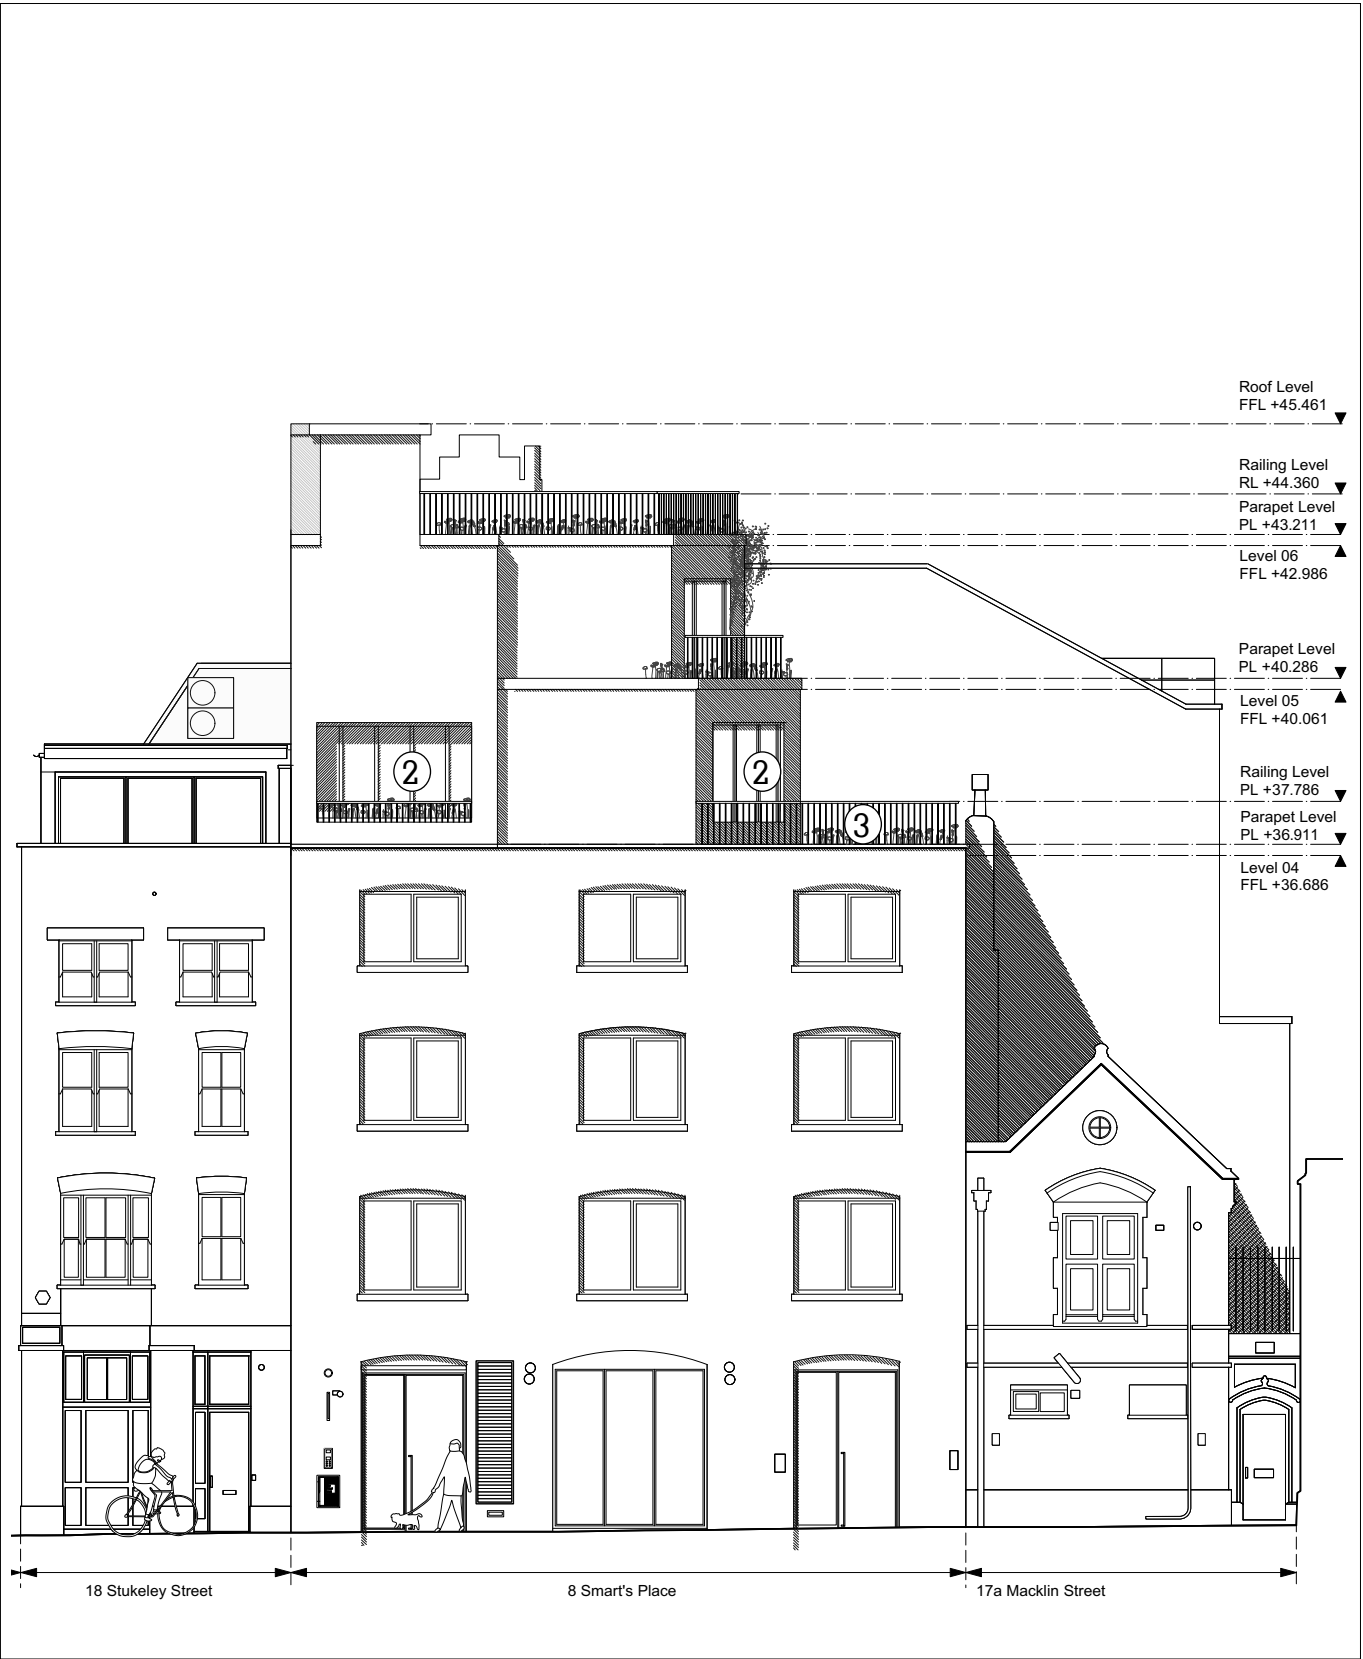 Roof Level
FFL +45.461
Railing Level
RL +44.360
Parapet Level
PL +43.211
Level 06
FFL +42.986
Parapet Level
PL +40.286
Level 05
FFL +40.061
2
2
Railing Level
PL +37.786
3
Parapet Level
PL +36.911
Level 04
FFL +36.686
18 Stukeley Street
8 Smart's Place
17a Macklin Street